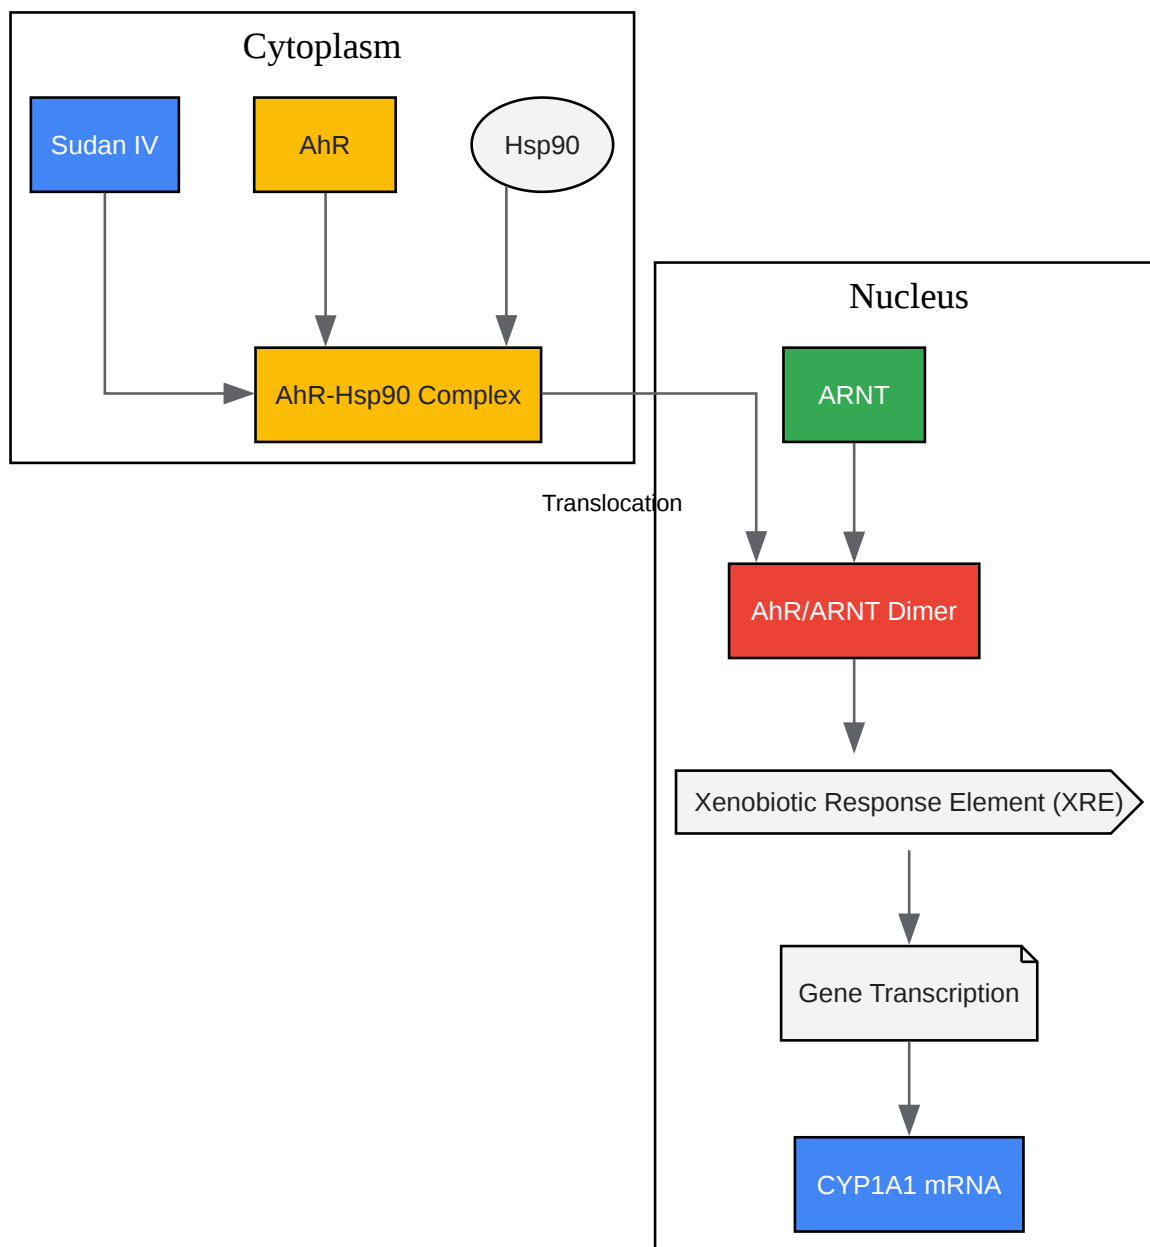 Cytoplasm
Sudan IV
AhR
Hsp90
AhR-Hsp90 Complex
Translocation
Nucleus
ARNT
AhR/ARNT Dimer
Xenobiotic Response Element (XRE)
Gene Transcription
CYP1A1 mRNA